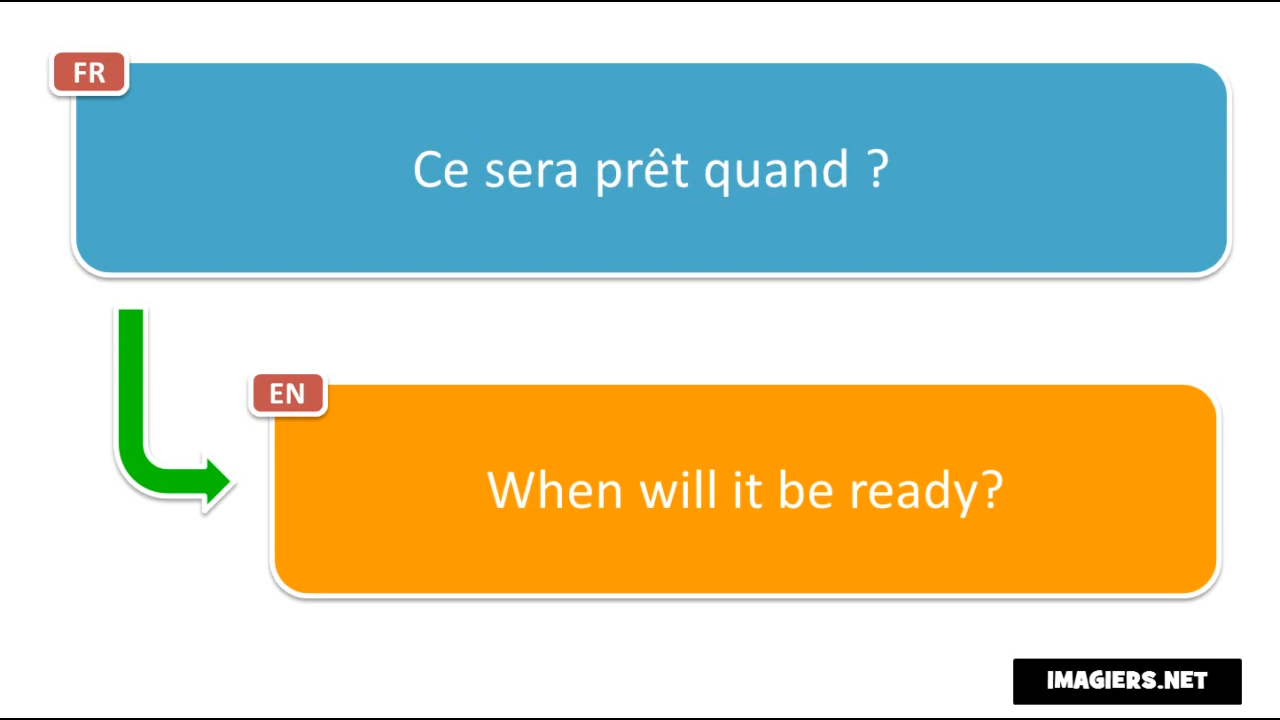 FR
Ce sera prêt quand ?
EN
When will it be ready?
IMAGIERS.NET